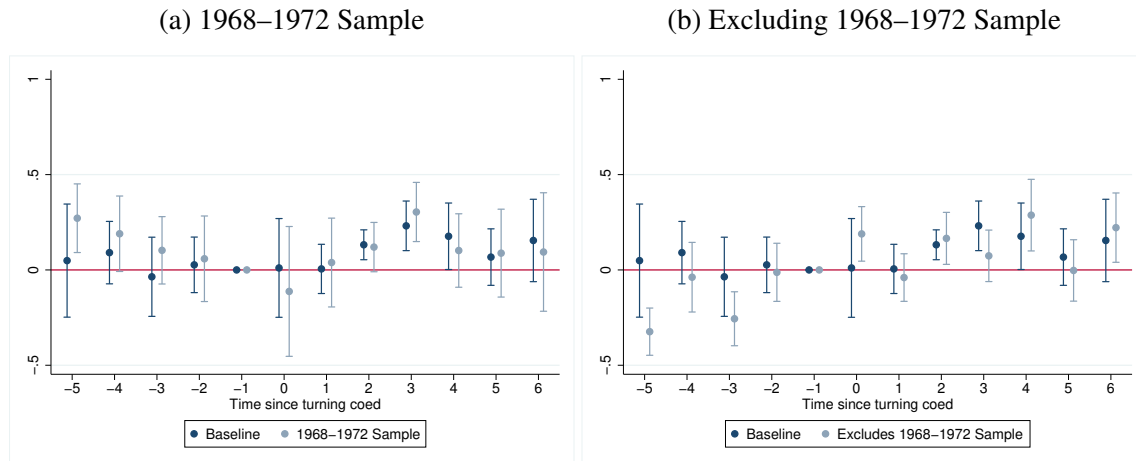 (a) 1968–1972 Sample
1
.5
0
-.5
−5 −4 −3 −2 −1 0 1 2 3 4 5 6
Time since turning coed
Baseline 1968−1972 Sample
(b) Excluding 1968–1972 Sample
1
.5
0
-.5
−5 −4 −3 −2 −1 0 1 2 3 4 5 6
Time since turning coed
Baseline Excludes 1968−1972 Sample